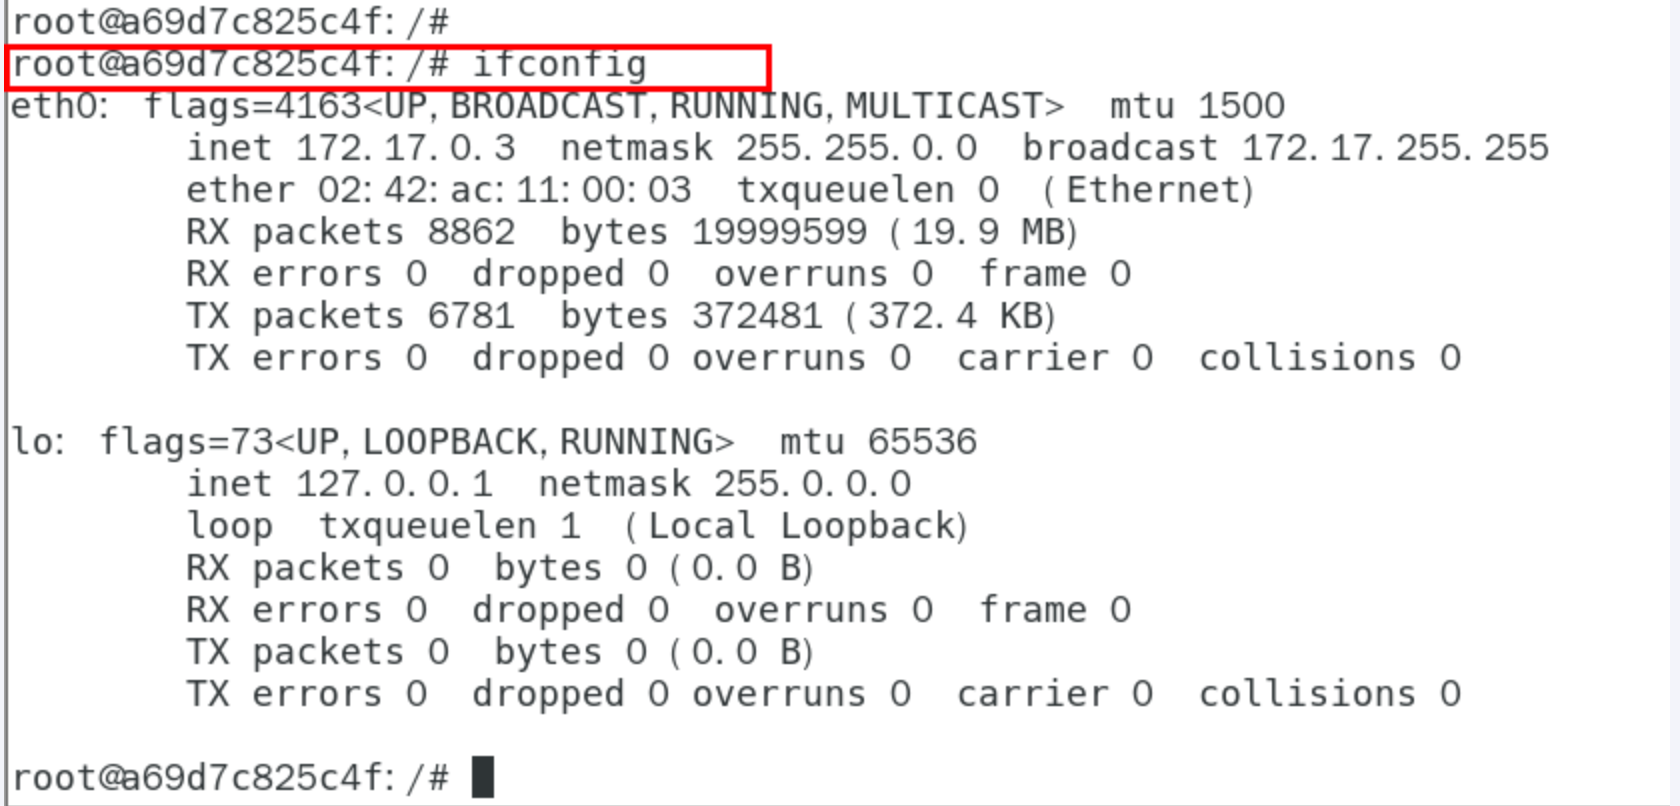 root@a69d7c825c4f:/#
root@a69d7c825c4f:/# ifconfig
eth0: flags=4163<UP,BROADCAST,RUNNING,MULTICAST>  mtu 1500
        inet 172.17.0.3  netmask 255.255.0.0  broadcast 172.17.255.255
        ether 02:42:ac:11:00:03  txqueuelen 0  (Ethernet)
        RX packets 8862  bytes 19999599 (19.9 MB)
        RX errors 0  dropped 0  overruns 0  frame 0
        TX packets 6781  bytes 372481 (372.4 KB)
        TX errors 0  dropped 0 overruns 0  carrier 0  collisions 0
lo: flags=73<UP,LOOPBACK,RUNNING>  mtu 65536
        inet 127.0.0.1  netmask 255.0.0.0
        loop  txqueuelen 1  (Local Loopback)
        RX packets 0  bytes 0 (0.0 B)
        RX errors 0  dropped 0  overruns 0  frame 0
        TX packets 0  bytes 0 (0.0 B)
        TX errors 0  dropped 0 overruns 0  carrier 0  collisions 0
root@a69d7c825c4f:/#